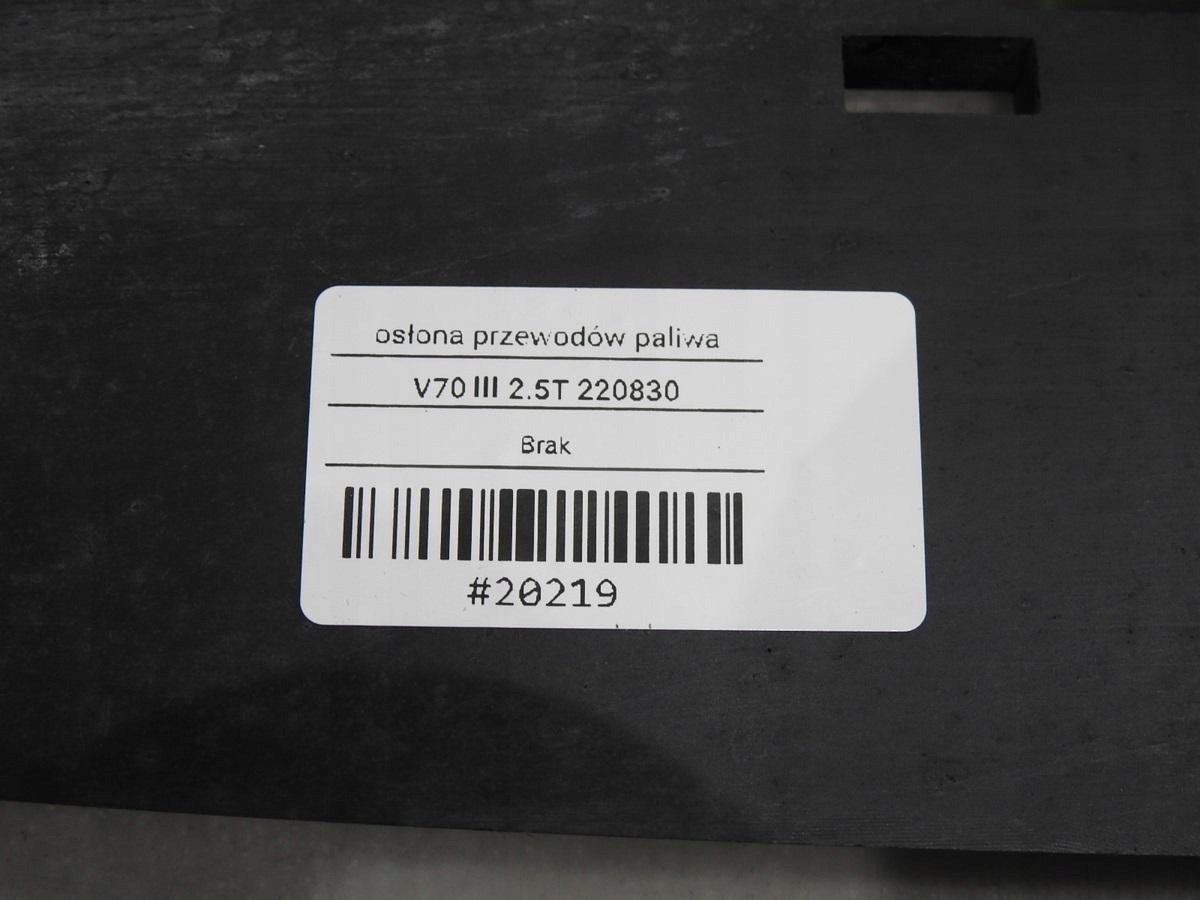 osłona przewodów paliwa
V70 III 2.5T 220830
Brak
#20219